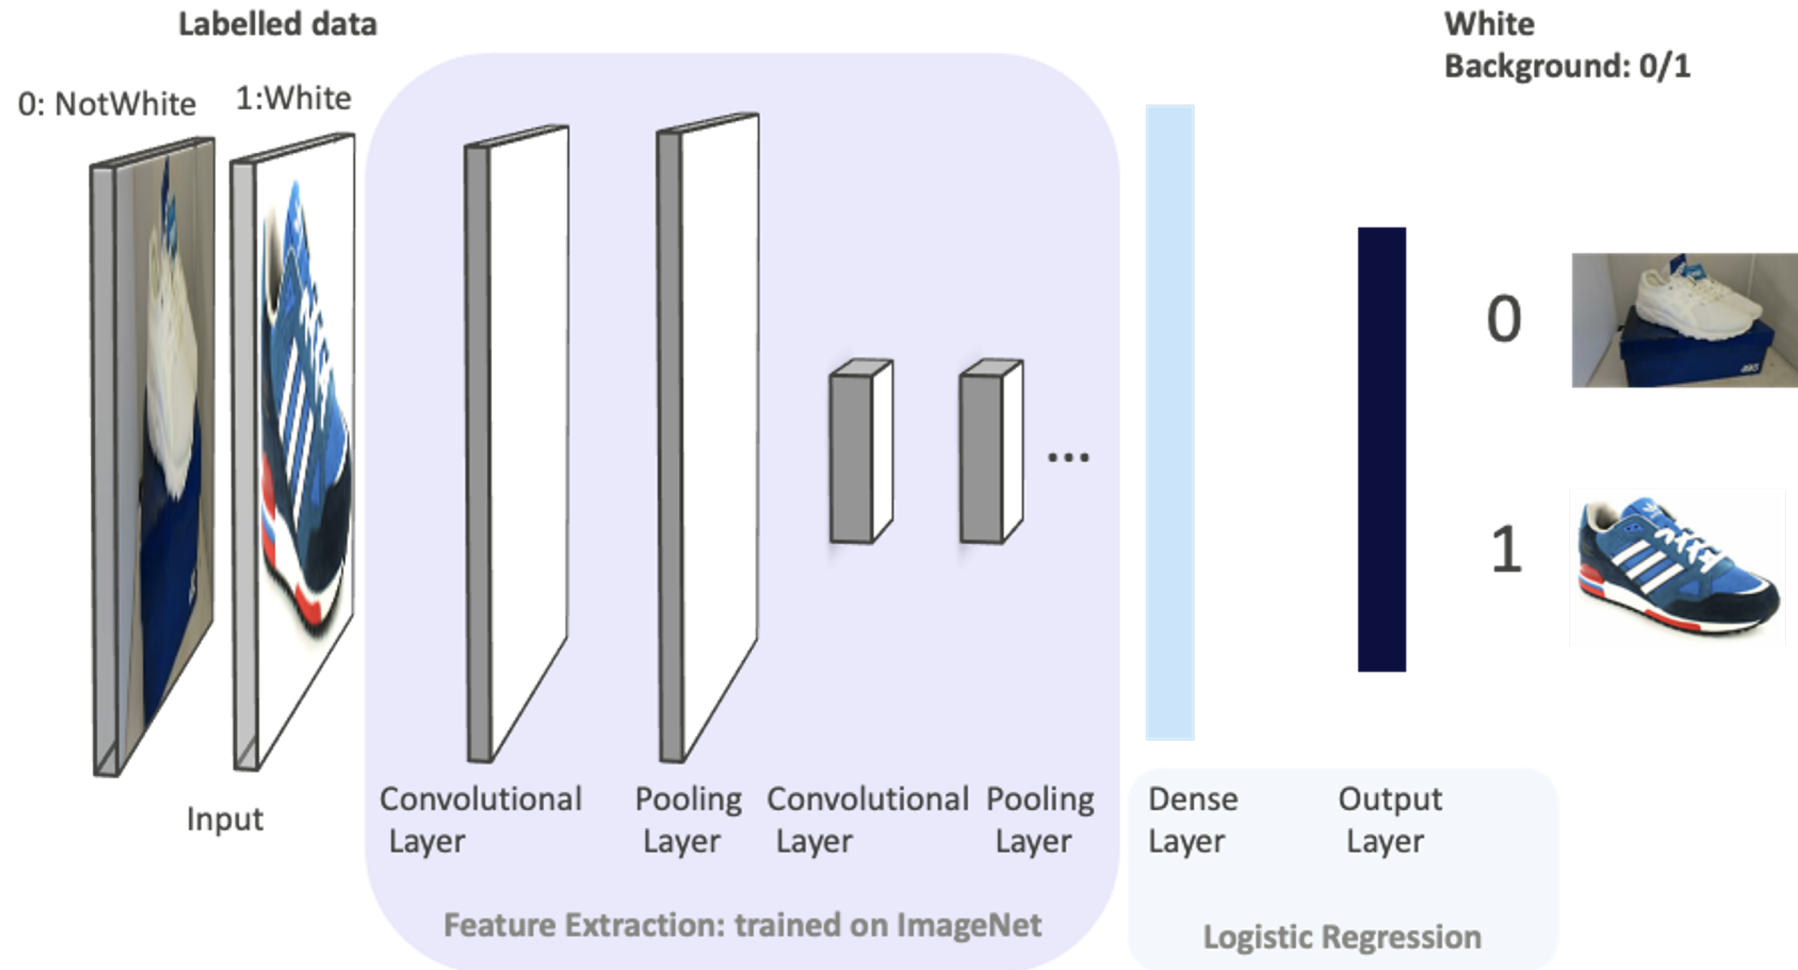 Labelled data
0: NotWhite
1:White
White
Background: 0/1
0
1
...
Input
Convolutional
Layer
Pooling
Layer
Convolutional
Layer
Pooling
Layer
Dense
Layer
Output
Layer
Feature Extraction: trained on ImageNet
Logistic Regression